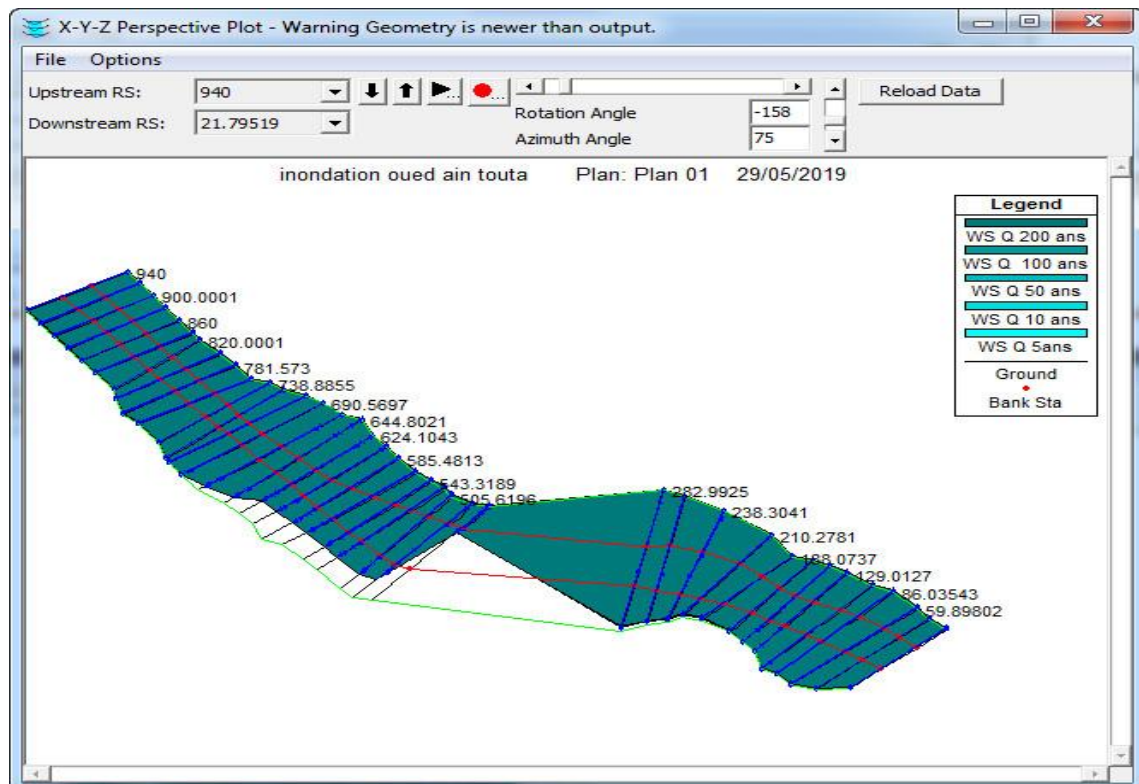 X-Y-Z Perspective Plot - Warning Geometry is newer than output.
File Options
Upstream RS: 940
Downstream RS: 21.79519
Rotation Angle -158
Azimuth Angle 75
Reload Data
inondation oued ain touta Plan: Plan 01 29/05/2019
Legend
WS Q 200 ans
WS Q 100 ans
WS Q 50 ans
WS Q 10 ans
WS Q 5ans
Ground
Bank Sta
940
900.0001
860
820.0001
781.573
738.8855
690.5697
644.8021
624.1043
585.4813
543.3189
505.6196
282.9925
238.3041
210.2781
188.0737
129.0127
86.03543
59.89802